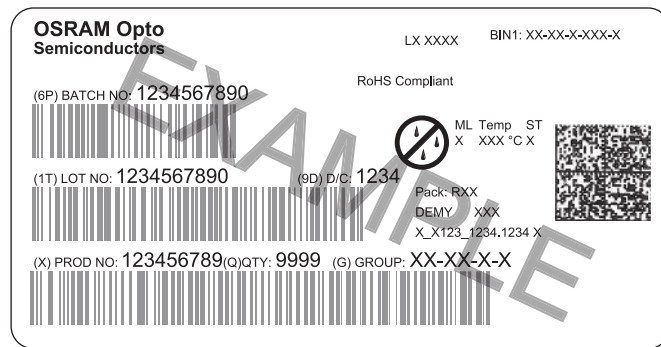 OSRAM Opto
Semiconductors
LX XXXX
BIN1: XX-XX-X-XXX-X
RoHS Compliant
(6P) BATCH NO: 1234567890
ML Temp ST
X XXX °C X
(1T) LOT NO: 1234567890 (9D) D/C: 1234
Pack: RXX
DEMY XXX
X_X123_1234.1234 X
(X) PROD NO: 123456789(Q)QTY: 9999 (G) GROUP: XX-XX-X-X
EXAMPLE